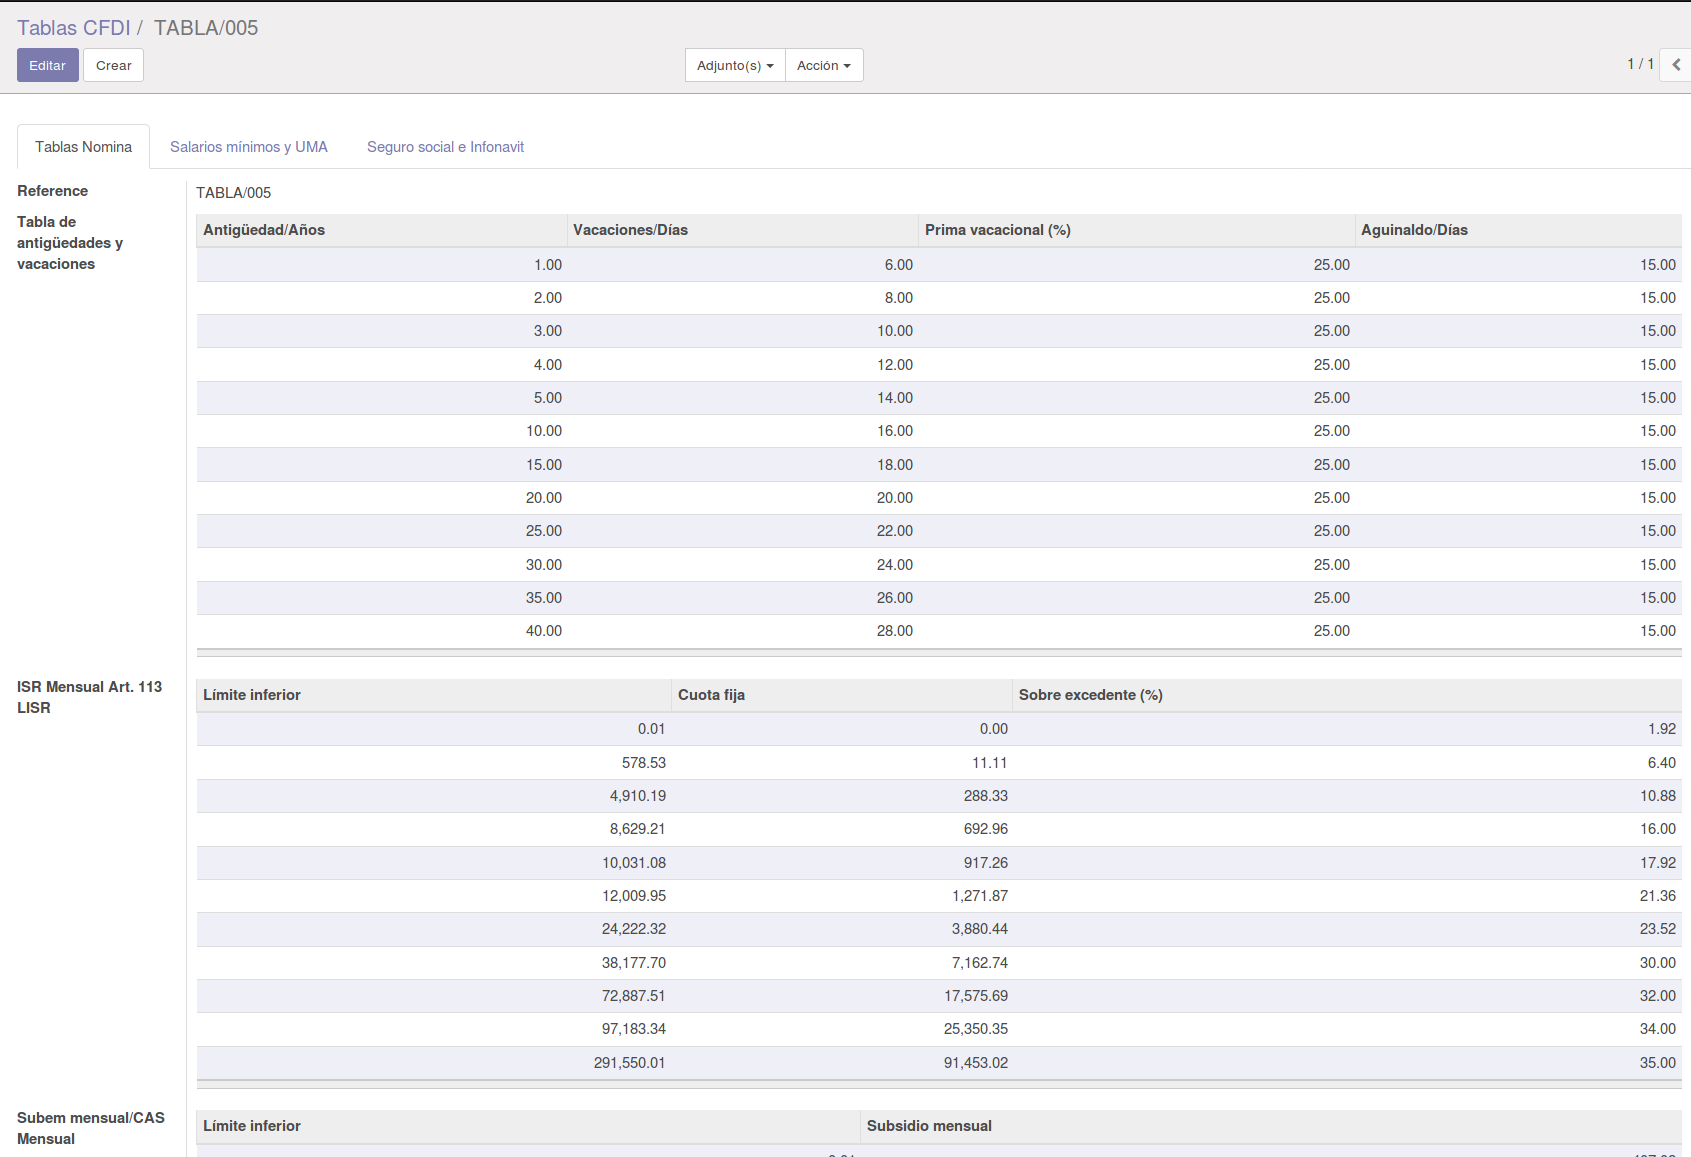 Tablas CFDI / TABLA/005
Editar Crear Adjunto(s) Acción 1 / 1
Tablas Nomina Salarios mínimos y UMA Seguro social e Infonavit
Reference TABLA/005
Tabla de antigüedades y vacaciones
Antigüedad/Años Vacaciones/Días Prima vacacional (%) Aguinaldo/Días
1.00 6.00 25.00 15.00
2.00 8.00 25.00 15.00
3.00 10.00 25.00 15.00
4.00 12.00 25.00 15.00
5.00 14.00 25.00 15.00
10.00 16.00 25.00 15.00
15.00 18.00 25.00 15.00
20.00 20.00 25.00 15.00
25.00 22.00 25.00 15.00
30.00 24.00 25.00 15.00
35.00 26.00 25.00 15.00
40.00 28.00 25.00 15.00
ISR Mensual Art. 113 LISR
Límite inferior Cuota fija Sobre excedente (%)
0.01 0.00 1.92
578.53 11.11 6.40
4,910.19 288.33 10.88
8,629.21 692.96 16.00
10,031.08 917.26 17.92
12,009.95 1,271.87 21.36
24,222.32 3,880.44 23.52
38,177.70 7,162.74 30.00
72,887.51 17,575.69 32.00
97,183.34 25,350.35 34.00
291,550.01 91,453.02 35.00
Subem mensual/CAS Mensual
Límite inferior Subsidio mensual